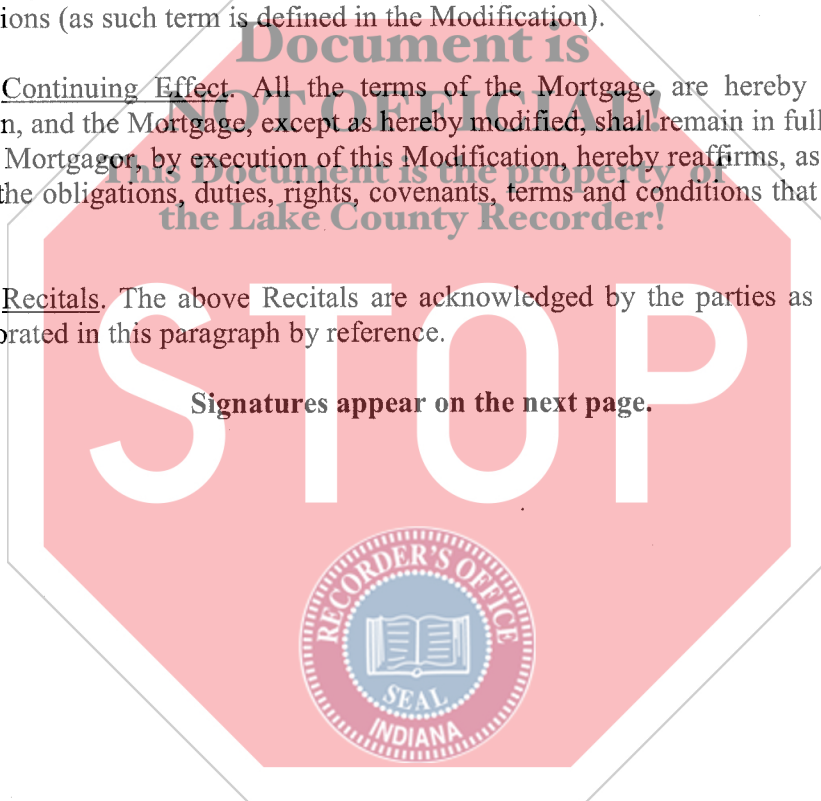 ions (as such term is defined in the Modification).
Document is
Continuing Effect. All the terms of the Mortgage are hereby
NOT OFFICIAL!
n, and the Mortgage, except as hereby modified, shall remain in full
Mortgagor, by execution of this Modification, hereby reaffirms, as
This Document is the property of
the obligations, duties, rights, covenants, terms and conditions that
the Lake County Recorder!
Recitals. The above Recitals are acknowledged by the parties as
orated in this paragraph by reference.
STOP
Signatures appear on the next page.
RECORDER'S OFFICE
SEAL
INDIANA